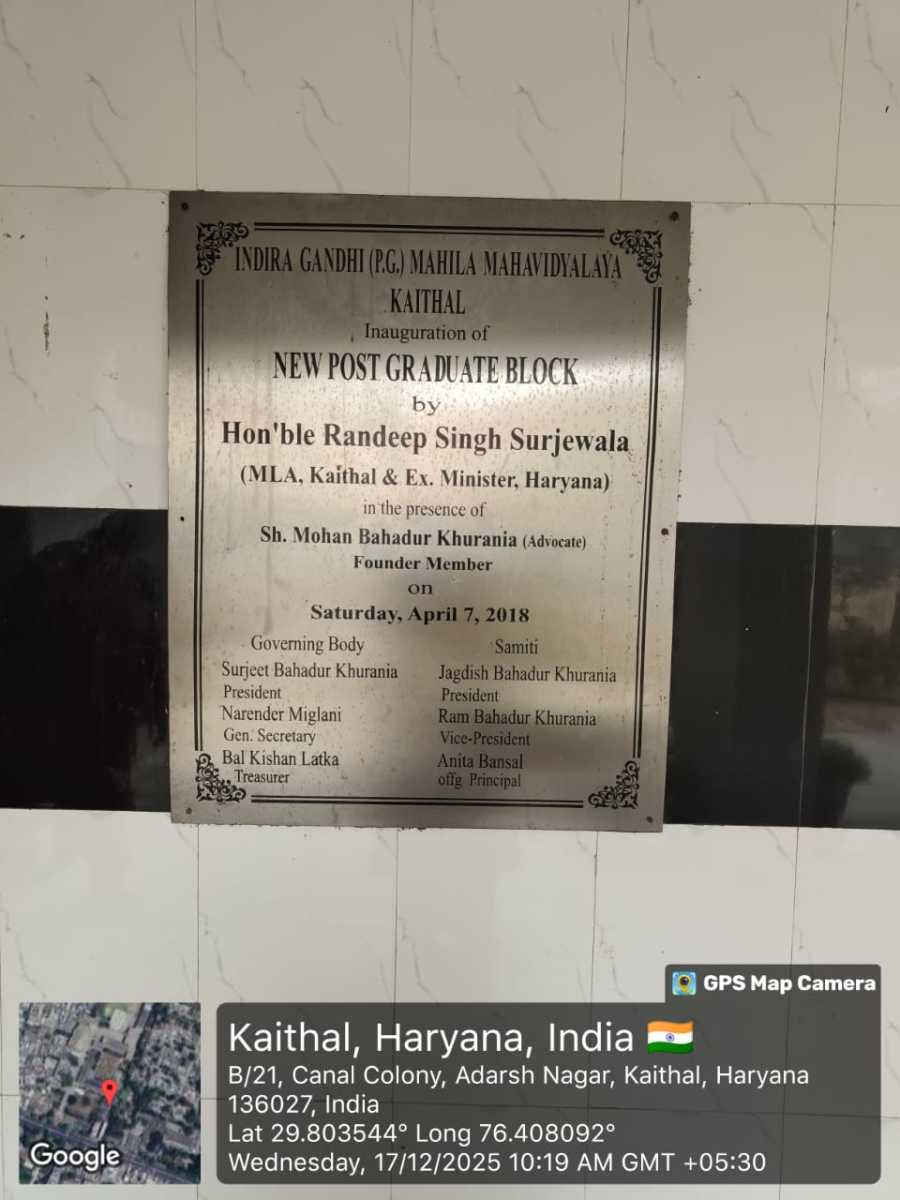 INDIRA GANDHI (P.G.) MAHILA MAHAVIDYALAYA
KAITHAL
Inauguration of
NEW POST GRADUATE BLOCK
by
Hon'ble Randeep Singh Surjewala
(MLA, Kaithal & Ex. Minister, Haryana)
in the presence of
Sh. Mohan Bahadur Khurania (Advocate)
Founder Member
on
Saturday, April 7, 2018
Governing Body
Surjeet Bahadur Khurania
President
Narender Miglani
Gen. Secretary
Bal Kishan Latka
Treasurer
Samiti
Jagdish Bahadur Khurania
President
Ram Bahadur Khurania
Vice-President
Anita Bansal
offg Principal
GPS Map Camera
Kaithal, Haryana, India
B/21, Canal Colony, Adarsh Nagar, Kaithal, Haryana
136027, India
Lat 29.803544° Long 76.408092°
Wednesday, 17/12/2025 10:19 AM GMT +05:30
Google